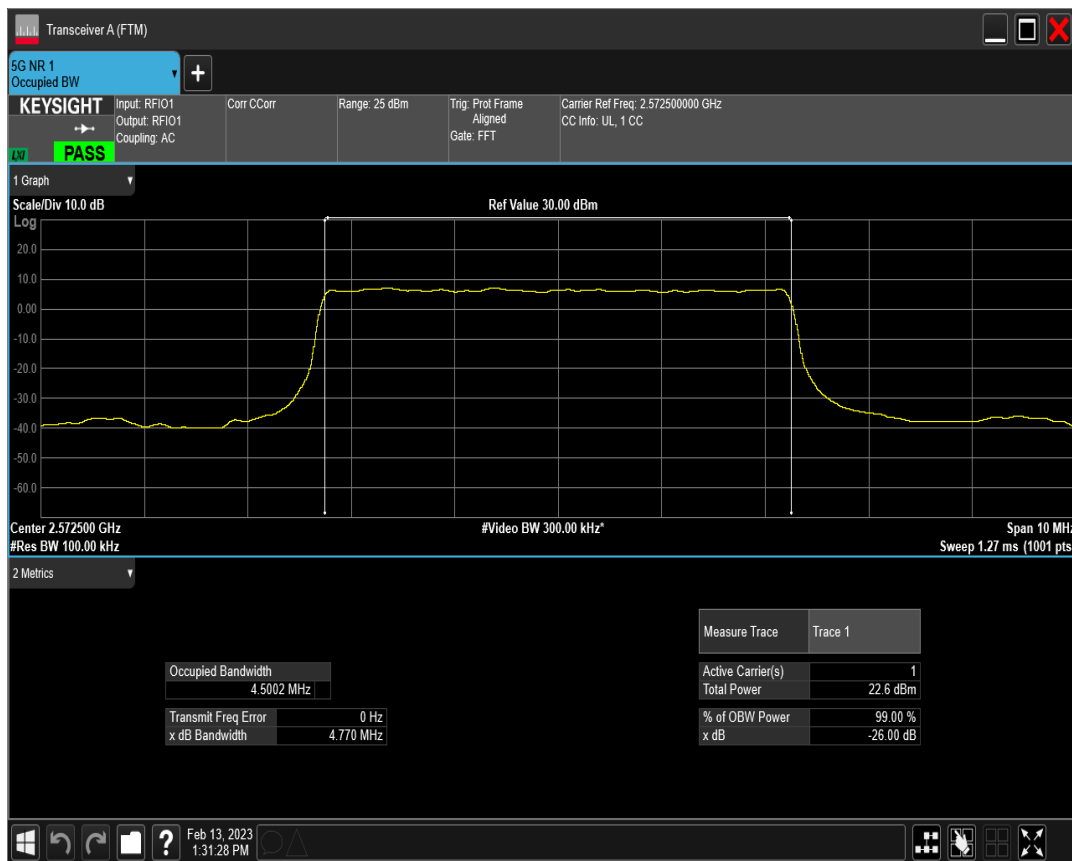 Transceiver A (FTM)
5G NR 1
Occupied BW
+
KEYSIGHT
LXI
PASS
Input: RFIO1
Output: RFIO1
Coupling: AC
Corr CCorr
Range: 25 dBm
Trig: Prot Frame
Aligned
Gate: FFT
Carrier Ref Freq: 2.572500000 GHz
CC Info: UL, 1 CC
1 Graph
Scale/Div 10.0 dB
Ref Value 30.00 dBm
Log
20.0
10.0
0.00
-10.0
-20.0
-30.0
-40.0
-50.0
-60.0
Center 2.572500 GHz
#Video BW 300.00 kHz*
Span 10 MHz
#Res BW 100.00 kHz
Sweep 1.27 ms (1001 pts
2 Metrics
Measure Trace Trace 1
Occupied Bandwidth
4.5002 MHz
Active Carrier(s) 1
Total Power 22.6 dBm
Transmit Freq Error 0 Hz
x dB Bandwidth 4.770 MHz
% of OBW Power 99.00 %
x dB -26.00 dB
?
Feb 13, 2023
1:31:28 PM